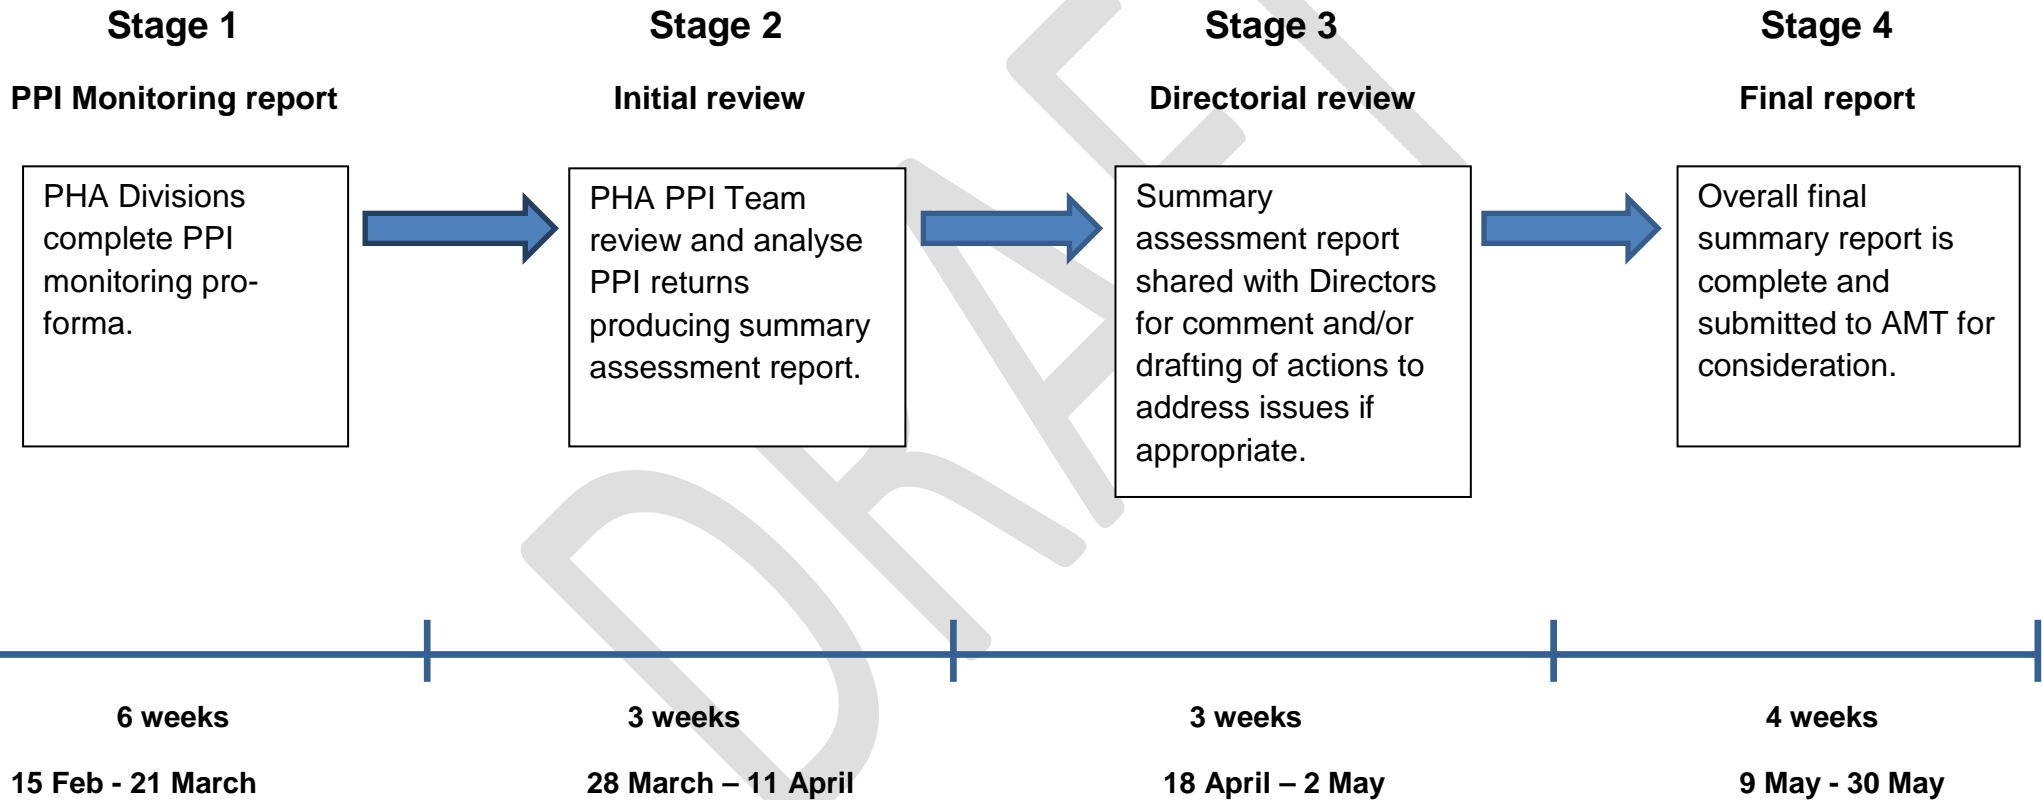 Stage 1
PPI Monitoring report
PHA Divisions
complete PPI
monitoring pro-
forma.
Stage 2
Initial review
PHA PPI Team
review and analyse
PPI returns
producing summary
assessment report.
Stage 3
Directorial review
Summary
assessment report
shared with Directors
for comment and/or
drafting of actions to
address issues if
appropriate.
Stage 4
Final report
Overall final
summary report is
complete and
submitted to AMT for
consideration.
6 weeks
15 Feb - 21 March
3 weeks
28 March – 11 April
3 weeks
18 April – 2 May
4 weeks
9 May - 30 May
DRAFT